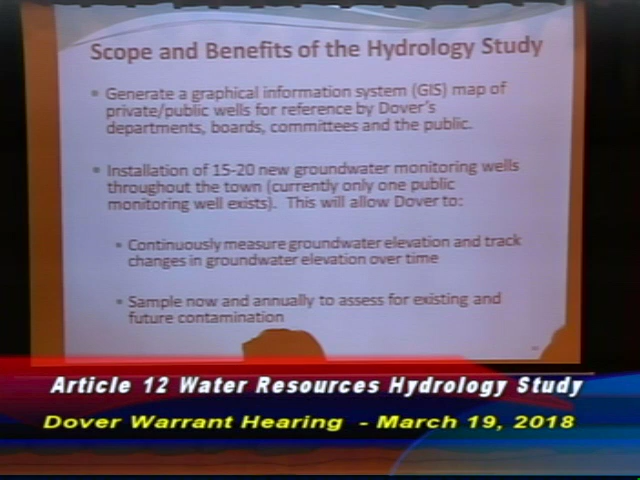 Scope and Benefits of the Hydrology Study
• Generate a graphical information system (GIS) map of
private/public wells for reference by Dover's
departments, boards, committees and the public.
• Installation of 15-20 new groundwater monitoring wells
throughout the town (currently only one public
monitoring well exists). This will allow Dover to:
• Continuously measure groundwater elevation and track
changes in groundwater elevation over time
• Sample now and annually to assess for existing and
future contamination
Article 12 Water Resources Hydrology Study
Dover Warrant Hearing - March 19, 2018